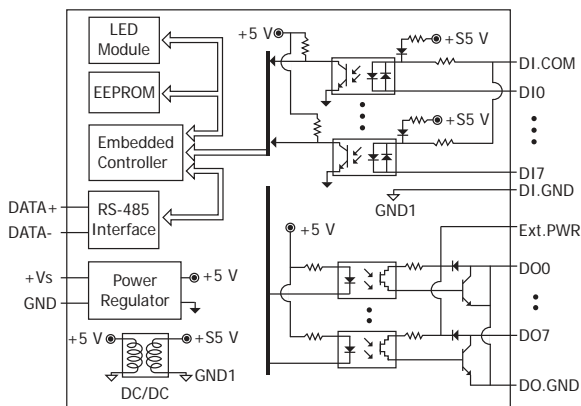 LED
Module
EEPROM
Embedded
Controller
RS-485
Interface
DATA+
DATA-
+Vs
GND
Power
Regulator
+5 V
+5 V
+S5 V
GND1
DC/DC
+5 V
+S5 V
DI.COM
DI0
+S5 V
DI7
DI.GND
GND1
Ext.PWR
+5 V
DO0
DO7
DO.GND